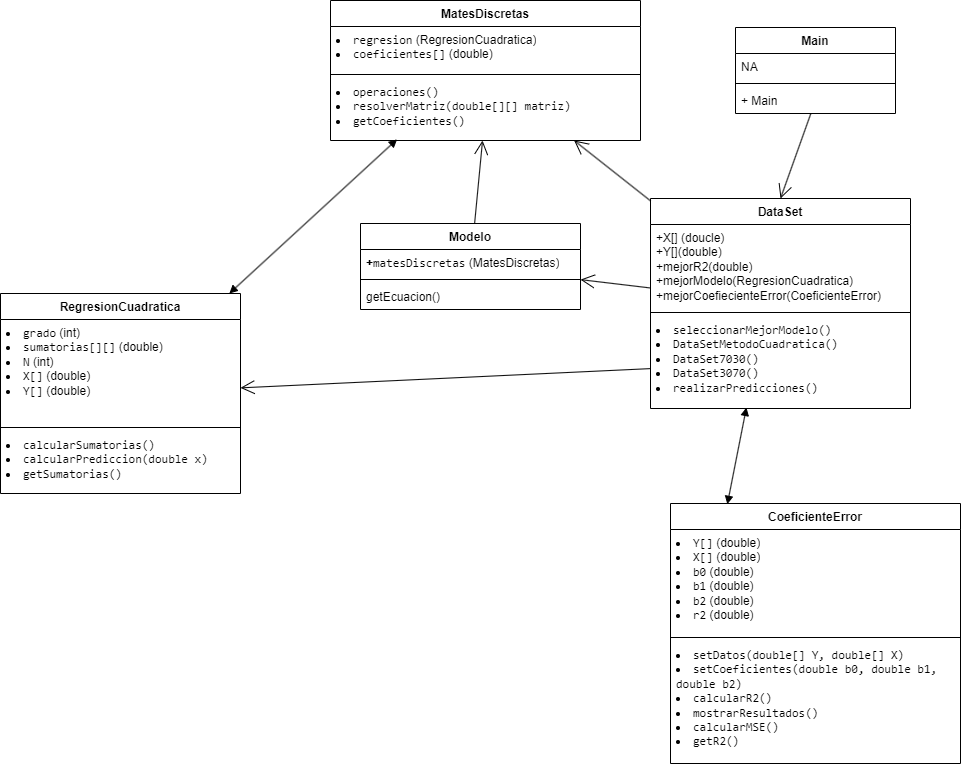 MatesDiscretas
• regresion (RegresionCuadratica)
• coeficientes[] (double)
• operaciones()
• resolverMatriz(double[][] matriz)
• getCoeficientes()
Main
NA
+ Main
DataSet
+X[] (doucle)
+Y[](double)
+mejorR2(double)
+mejorModelo(RegresionCuadratica)
+mejorCoefiecienteError(CoeficienteError)
• seleccionarMejorModelo()
• DataSetMetodoCuadratica()
• DataSet7030()
• DataSet3070()
• realizarPredicciones()
Modelo
+matesDiscretas (MatesDiscretas)
getEcuacion()
RegresionCuadratica
• grado (int)
• sumatorias[][] (double)
• N (int)
• X[] (double)
• Y[] (double)
• calcularSumatorias()
• calcularPrediccion(double x)
• getSumatorias()
CoeficienteError
• Y[] (double)
• X[] (double)
• b0 (double)
• b1 (double)
• b2 (double)
• r2 (double)
• setDatos(double[] Y, double[] X)
• setCoeficientes(double b0, double b1,
double b2)
• calcularR2()
• mostrarResultados()
• calcularMSE()
• getR2()